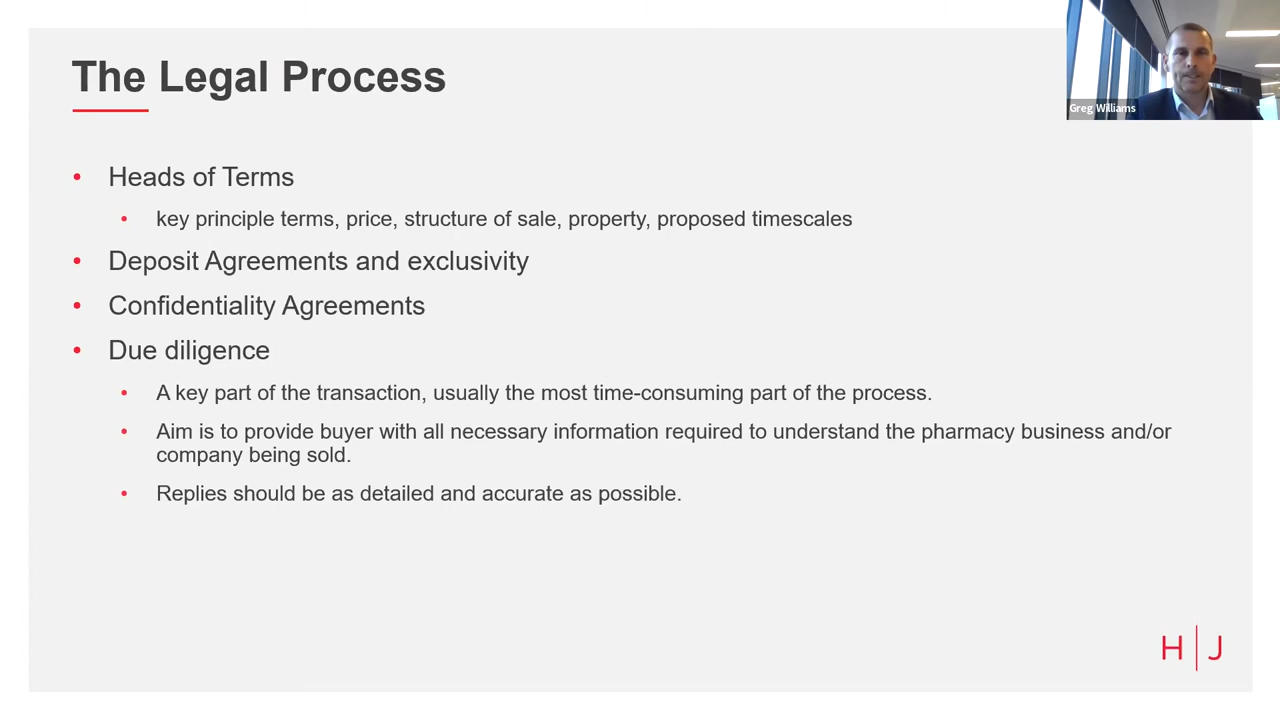 The Legal Process
Greg Williams
• Heads of Terms
• key principle terms, price, structure of sale, property, proposed timescales
• Deposit Agreements and exclusivity
• Confidentiality Agreements
• Due diligence
• A key part of the transaction, usually the most time-consuming part of the process.
• Aim is to provide buyer with all necessary information required to understand the pharmacy business and/or
company being sold.
• Replies should be as detailed and accurate as possible.
H|J